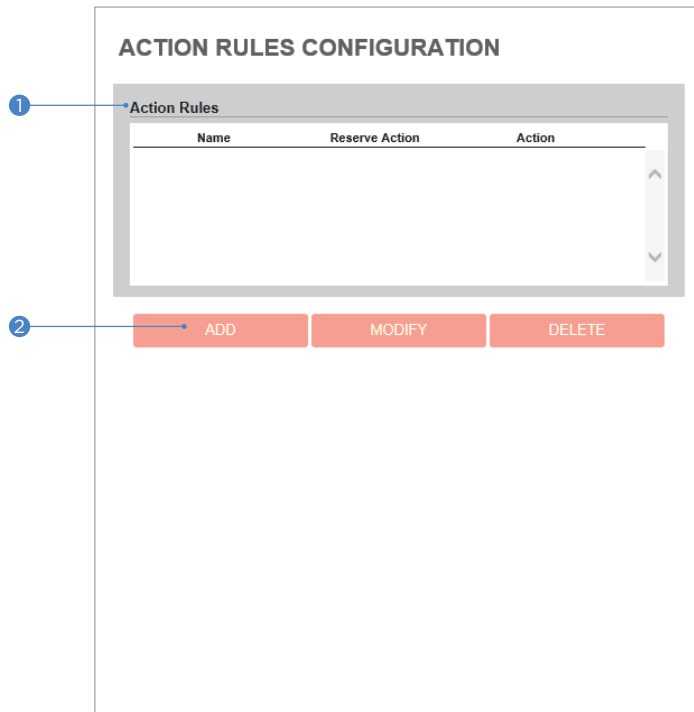 ACTION RULES CONFIGURATION
1 Action Rules
Name Reserve Action Action
2 ADD MODIFY DELETE